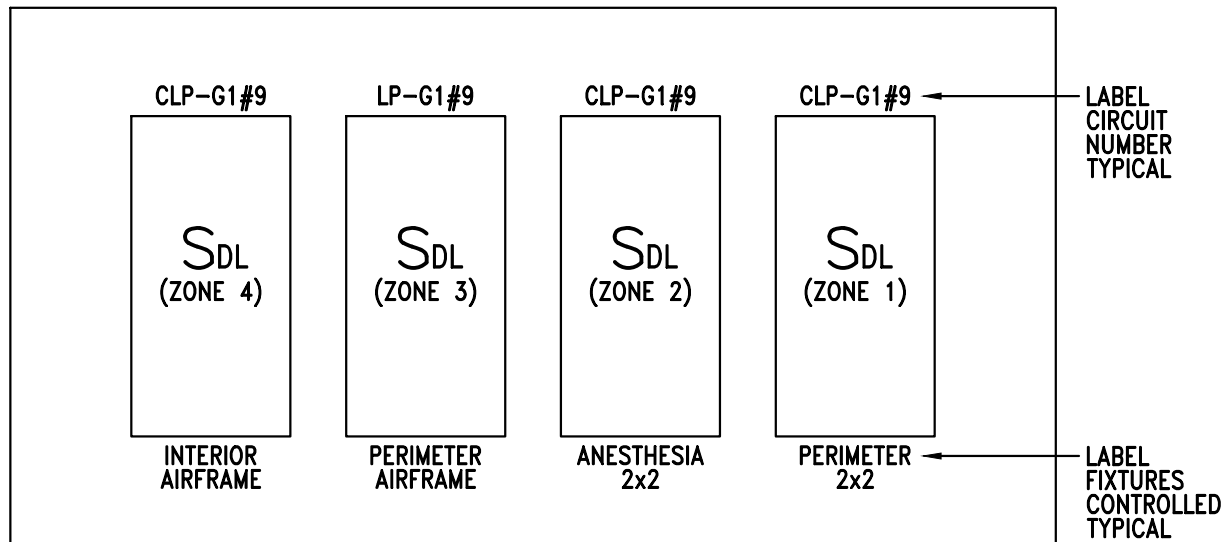 CLP-G1#9
LP-G1#9
CLP-G1#9
CLP-G1#9
LABEL
CIRCUIT
NUMBER
TYPICAL
SDL
(ZONE 4)
SDL
(ZONE 3)
SDL
(ZONE 2)
SDL
(ZONE 1)
INTERIOR
AIRFRAME
PERIMETER
AIRFRAME
ANESTHESIA
2x2
PERIMETER
2x2
LABEL
FIXTURES
CONTROLLED
TYPICAL